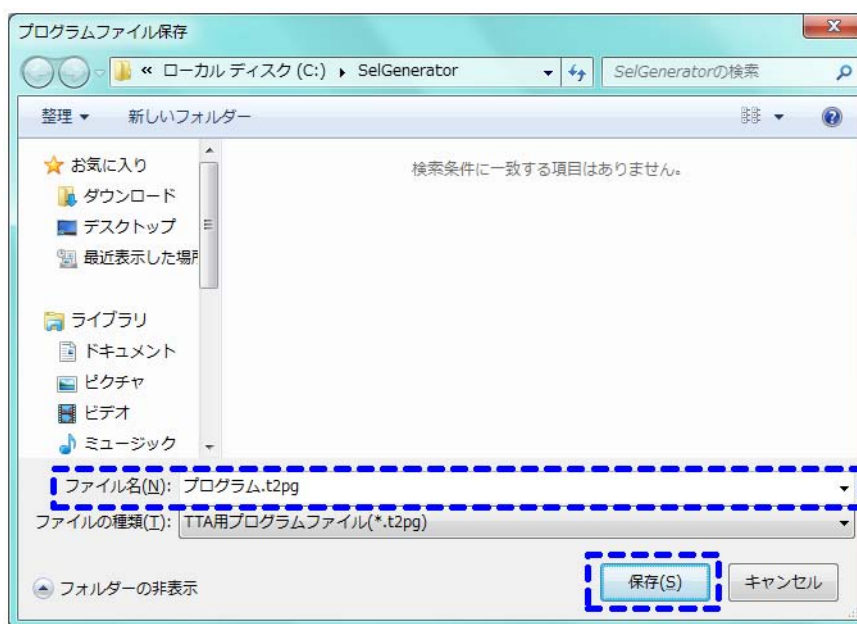 プログラムファイル保存
« ローカル ディスク (C:) ▸ SelGenerator
SelGeneratorの検索
整理 ▼ 新しいフォルダー
お気に入り
ダウンロード
デスクトップ
最近表示した場所
ライブラリ
ドキュメント
ピクチャ
ビデオ
ミュージック
検索条件に一致する項目はありません。
ファイル名(N): プログラム.t2pg
ファイルの種類(T): TTA用プログラムファイル(*.t2pg)
フォルダーの非表示
保存(S)
キャンセル